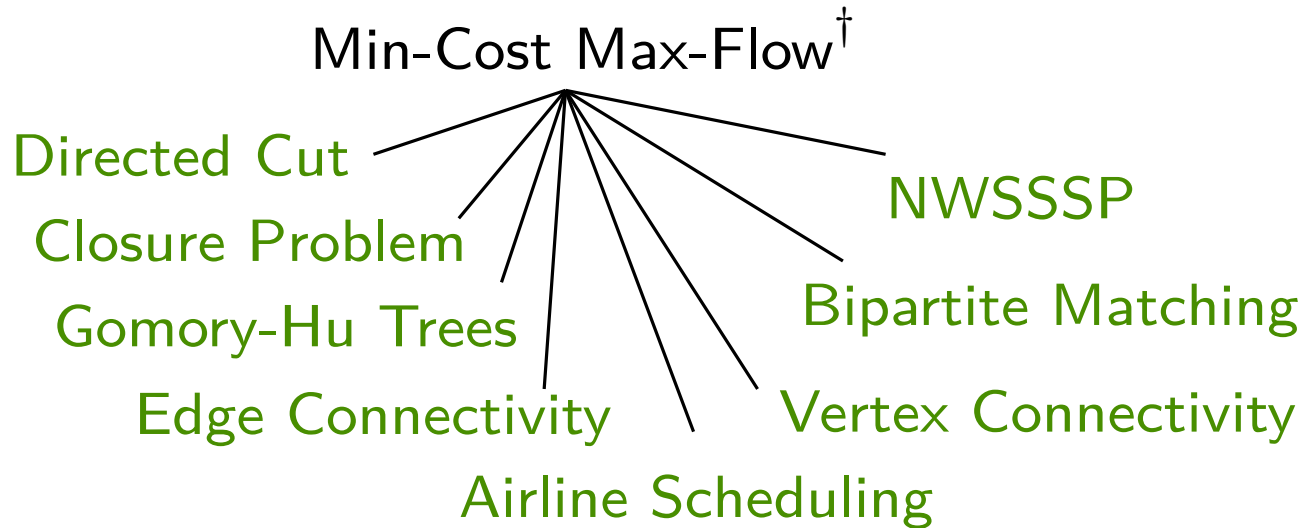 Min-Cost Max-Flow†
Directed Cut
NWSSSP
Closure Problem
Bipartite Matching
Gomory-Hu Trees
Edge Connectivity
Vertex Connectivity
Airline Scheduling